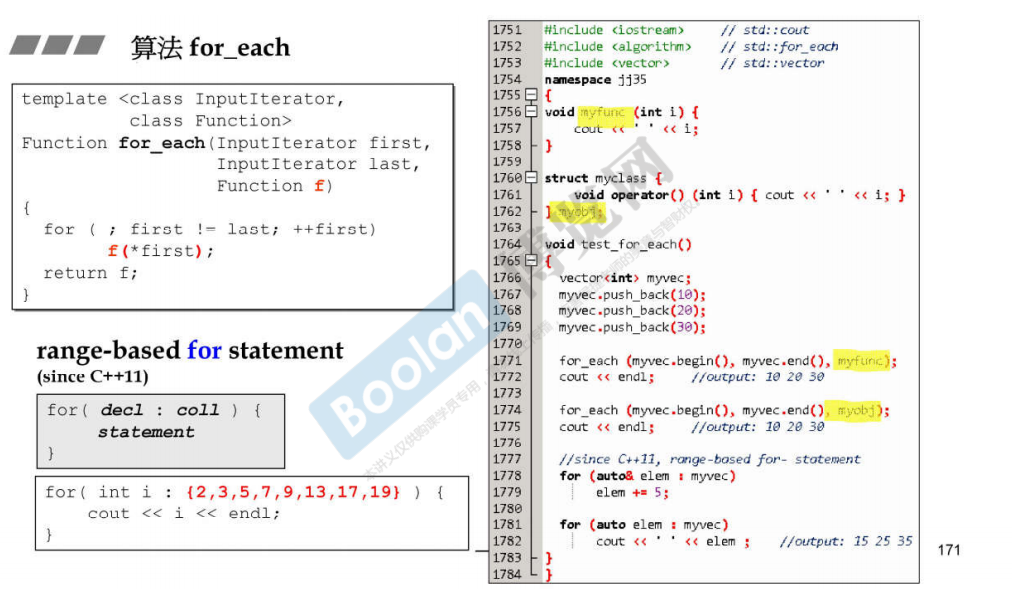 算法 for_each
template <class InputIterator,
class Function>
Function for_each(InputIterator first,
InputIterator last,
Function f)
{
for ( ; first != last; ++first)
f(*first);
return f;
}
range-based for statement
(since C++11)
for( decl : coll ) {
statement
}
for( int i : {2,3,5,7,9,13,17,19} ) {
cout << i << endl;
}
1751 #include <iostream> // std::cout
1752 #include <algorithm> // std::for_each
1753 #include <vector> // std::vector
1754 namespace jj35
1755 {
1756 void myfunc (int i) {
1757 cout << ' ' << i;
1758 }
1759
1760 struct myclass {
1761 void operator() (int i) { cout << ' ' << i; }
1762 } myobj;
1763
1764 void test_for_each()
1765 {
1766 vector<int> myvec;
1767 myvec.push_back(10);
1768 myvec.push_back(20);
1769 myvec.push_back(30);
1770
1771 for_each (myvec.begin(), myvec.end(), myfunc);
1772 cout << endl; //output: 10 20 30
1773
1774 for_each (myvec.begin(), myvec.end(), myobj);
1775 cout << endl; //output: 10 20 30
1776
1777 //since C++11, range-based for- statement
1778 for (auto& elem : myvec)
1779 elem += 5;
1780
1781 for (auto elem : myvec)
1782 cout << ' ' << elem ; //output: 15 25 35
1783 }
1784 }
171
Boolan
博览网